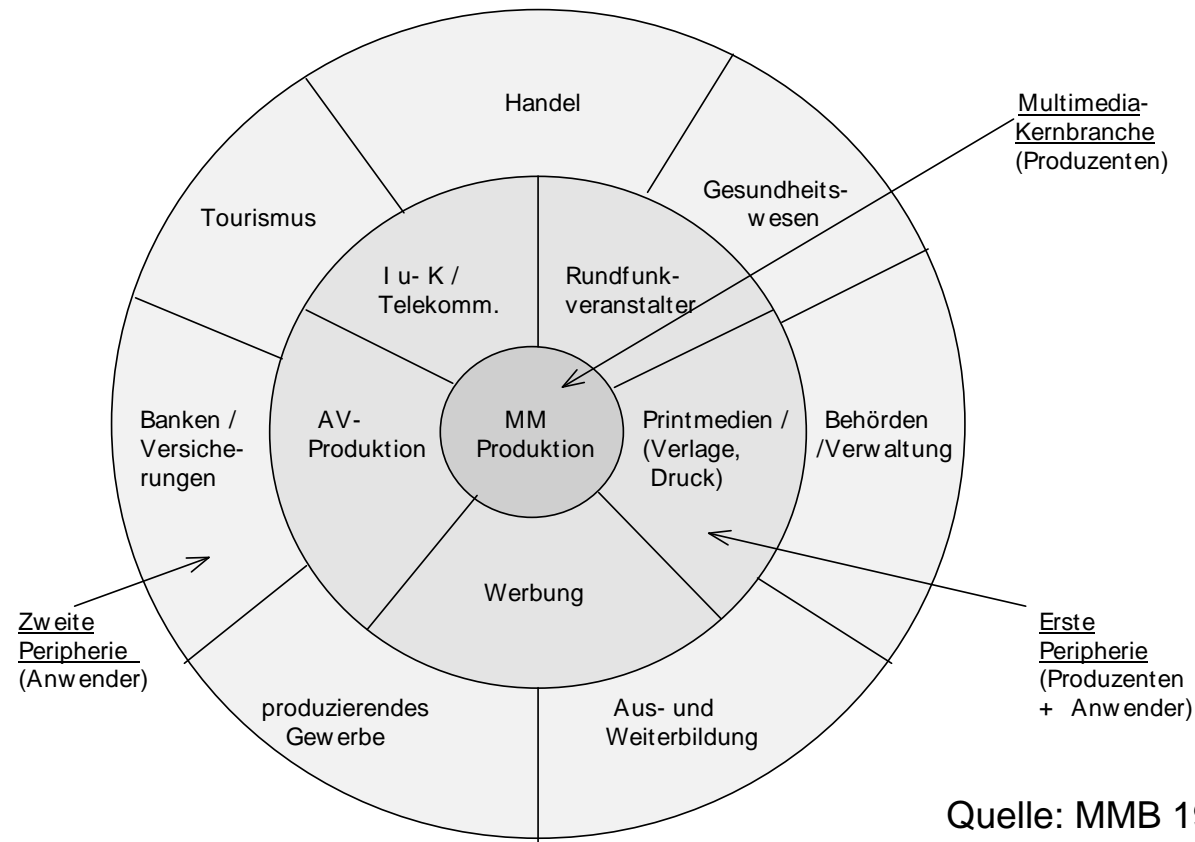 Handel
Multimedia-
Kernbranche
(Produzenten)
Gesundheits-
wesen
Tourismus
I u- K /
Telekomm.
Rundfunk-
veranstalter
Banken /
Versiche-
rungen
AV-
Produktion
MM
Produktion
Printmedien /
(Verlage,
Druck)
Behörden
/Verwaltung
Werbung
Zweite
Peripherie
(Anwender)
Erste
Peripherie
(Produzenten
+ Anwender)
produzierendes
Gewerbe
Aus- und
Weiterbildung
Quelle: MMB